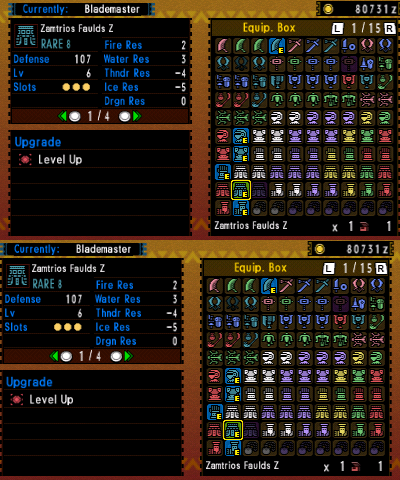 Currently: Blademaster 80731z
Zamtrios Faulds Z Equip. Box L 1/15 R
RARE 8 Fire Res 2
Defense 107 Water Res 3
Lv 6 Thndr Res -4
Slots Ice Res -5
Drgn Res 0
1/4
Upgrade
Level Up
E
E
E
E
E
Zamtrios Faulds Z x 1 1
Currently: Blademaster 80731z
Zamtrios Faulds Z Equip. Box L 1/15 R
RARE 8 Fire Res 2
Defense 107 Water Res 3
Lv 6 Thndr Res -4
Slots Ice Res -5
Drgn Res 0
1/4
Upgrade
Level Up
E
E
E
E
E
Zamtrios Faulds Z x 1 1